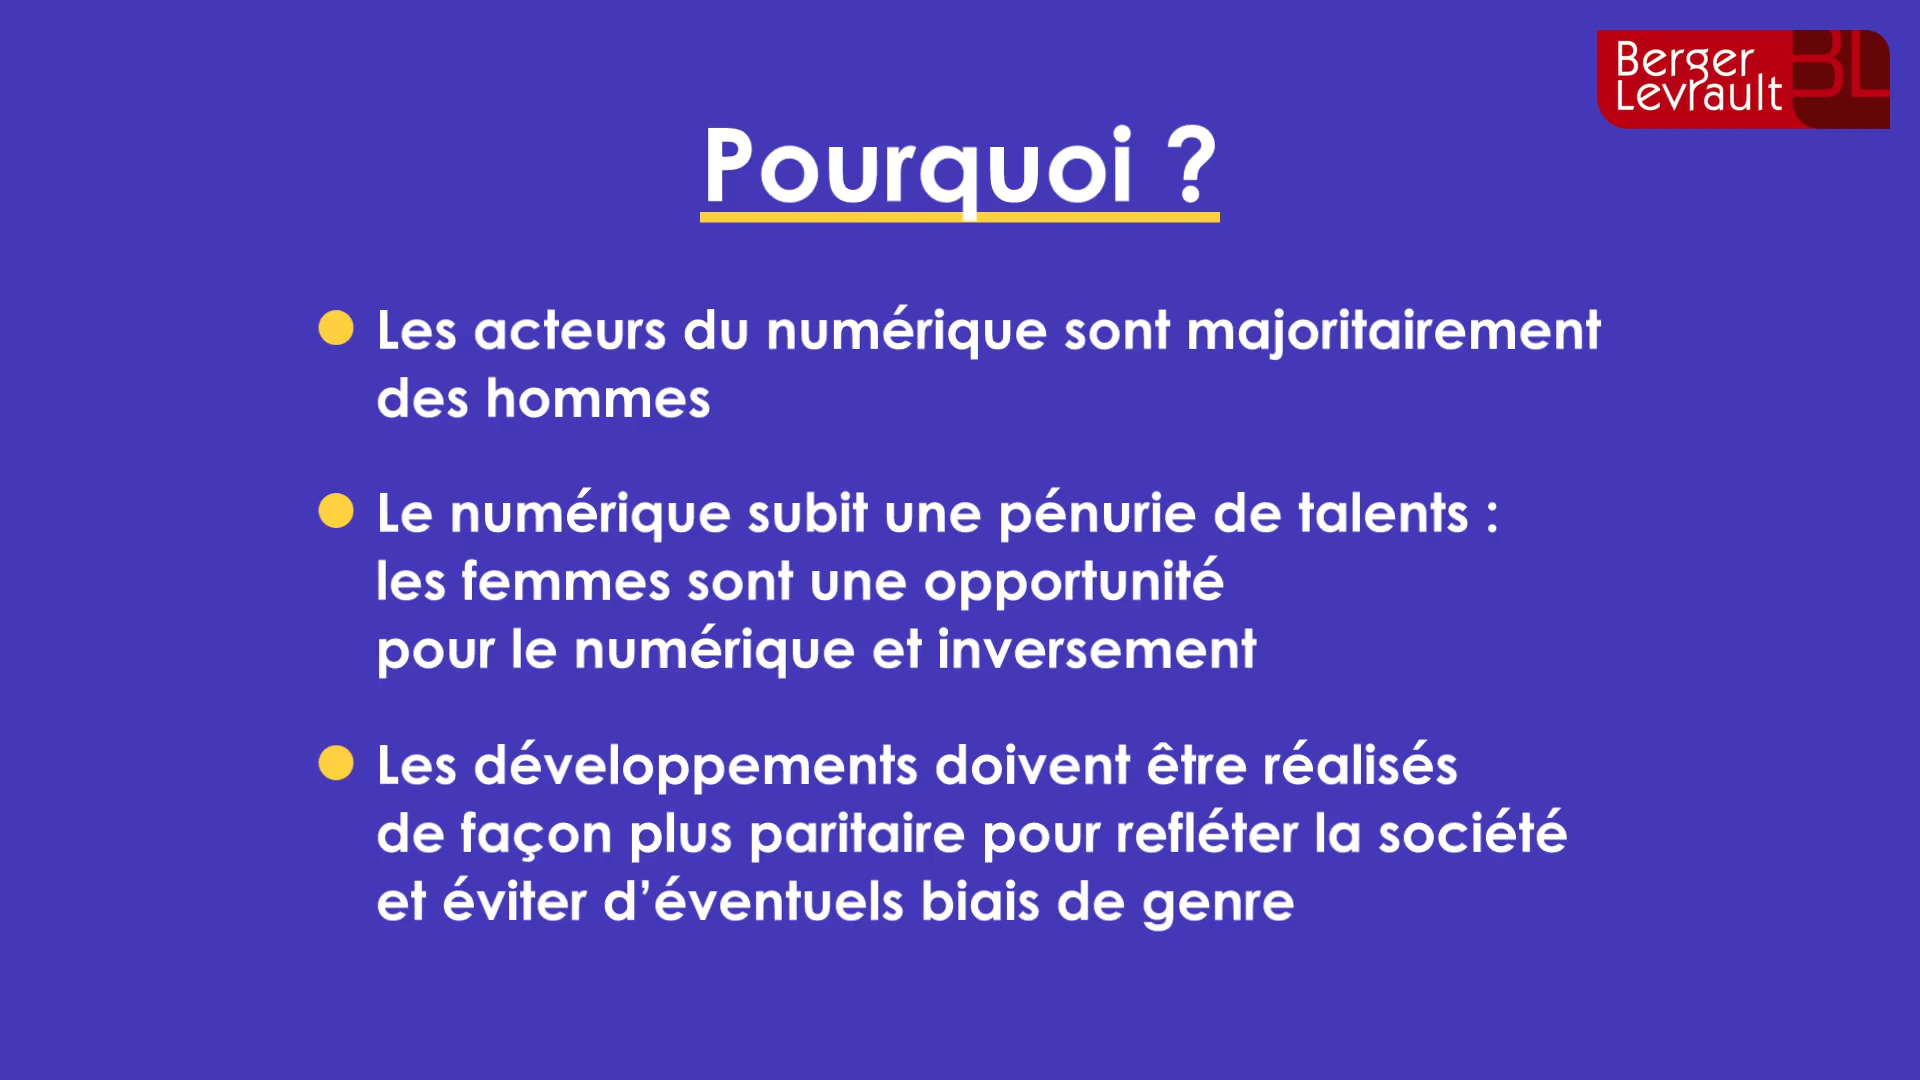 Berger
Levrault
BL
Pourquoi ?
Les acteurs du numérique sont majoritairement
des hommes
Le numérique subit une pénurie de talents :
les femmes sont une opportunité
pour le numérique et inversement
Les développements doivent être réalisés
de façon plus paritaire pour refléter la société
et éviter d’éventuels biais de genre